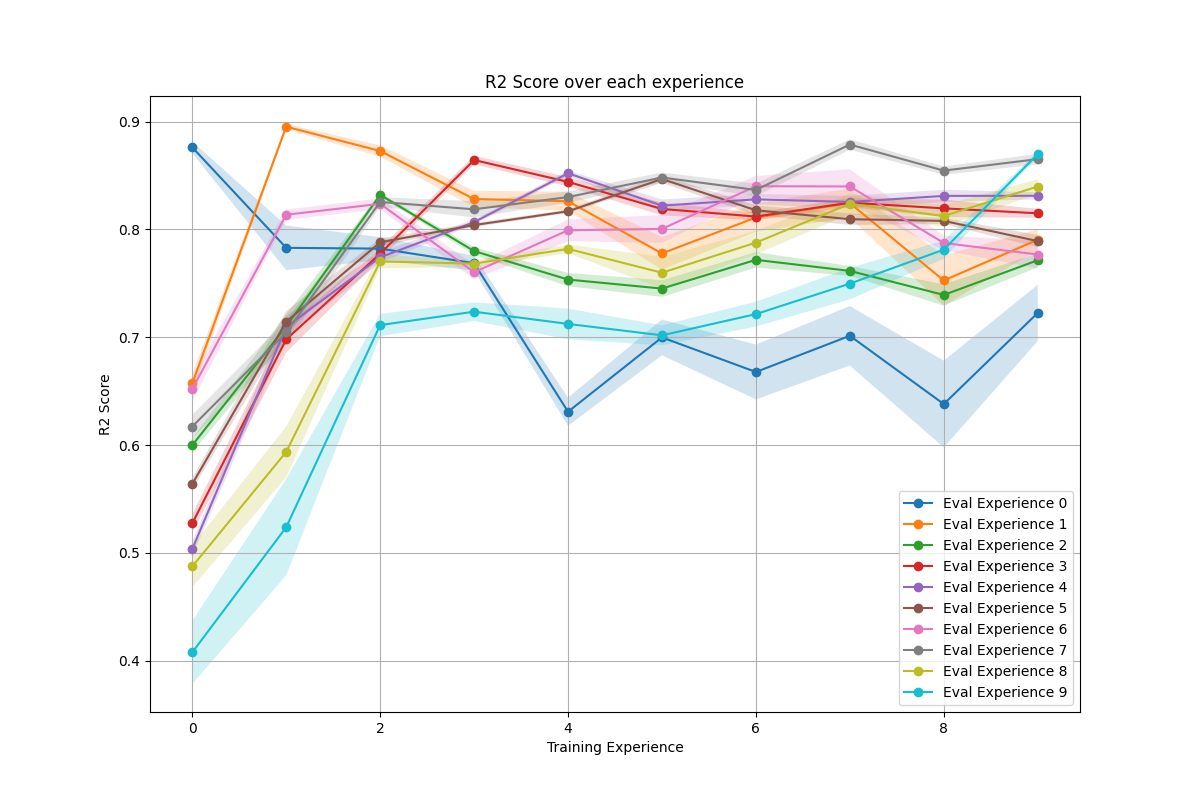 R2 Score over each experience
0.9
0.8
0.7
0.6
0.5
0.4
R2 Score
0 2 4 6 8
Training Experience
Eval Experience 0
Eval Experience 1
Eval Experience 2
Eval Experience 3
Eval Experience 4
Eval Experience 5
Eval Experience 6
Eval Experience 7
Eval Experience 8
Eval Experience 9